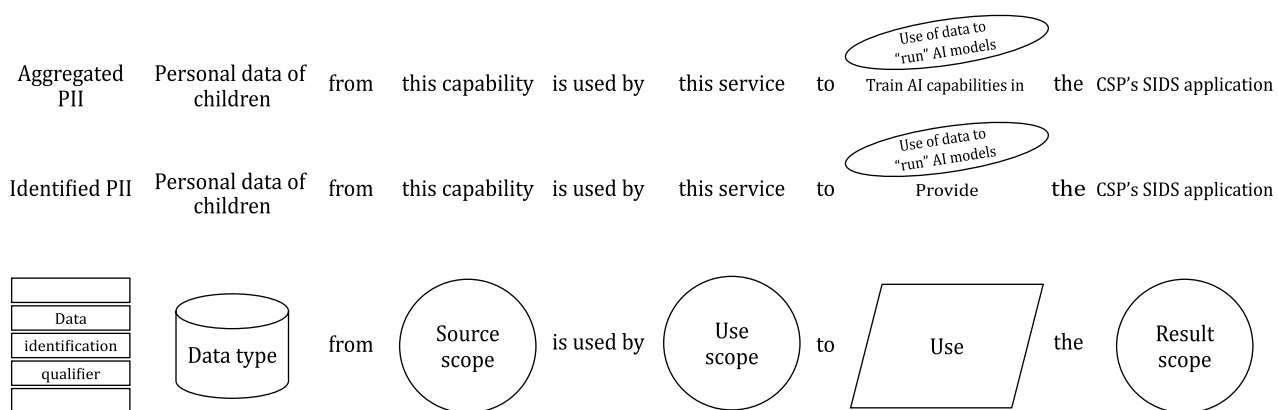 Use of data to
“run” AI models
Aggregated PII Personal data of children from this capability is used by this service to Train AI capabilities in the CSP’s SIDS application
Use of data to
“run” AI models
Identified PII Personal data of children from this capability is used by this service to Provide the CSP’s SIDS application
Data
identification
qualifier
Data type
from
Source
scope
is used by
Use
scope
to
Use
the
Result
scope